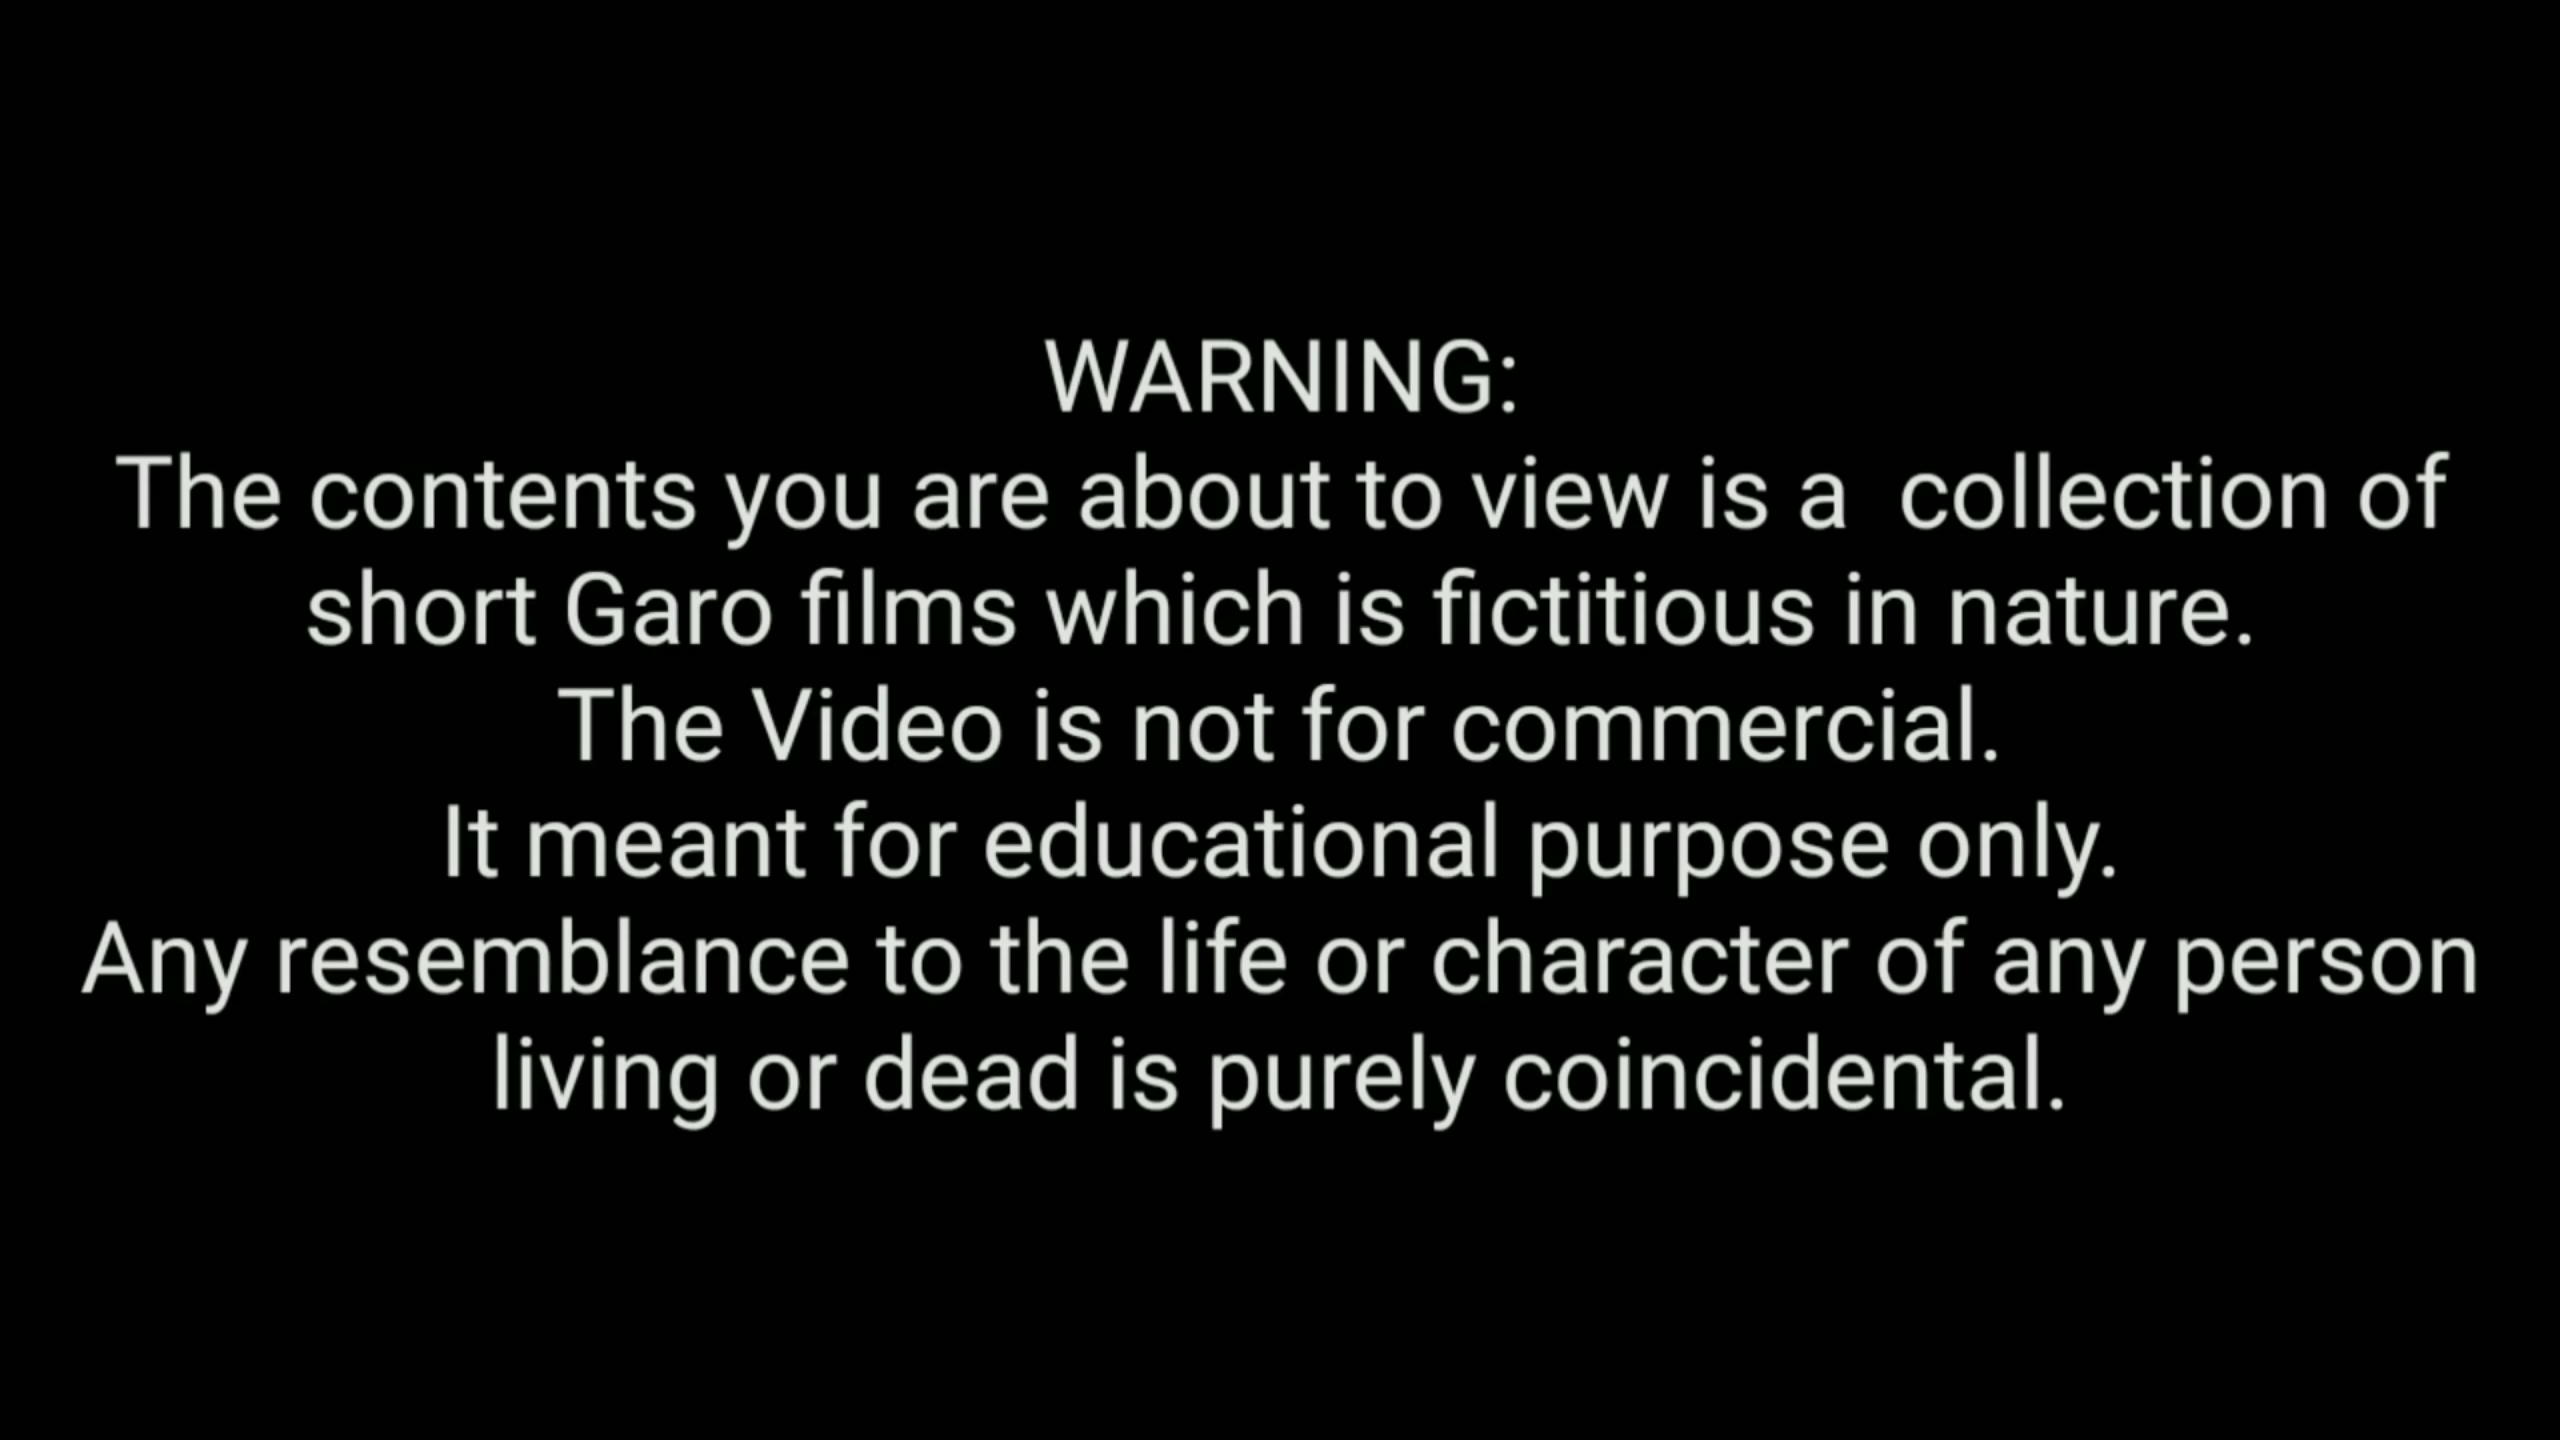 WARNING:
The contents you are about to view is a  collection of
short Garo films which is fictitious in nature.
The Video is not for commercial.
It meant for educational purpose only.
Any resemblance to the life or character of any person
living or dead is purely coincidental.